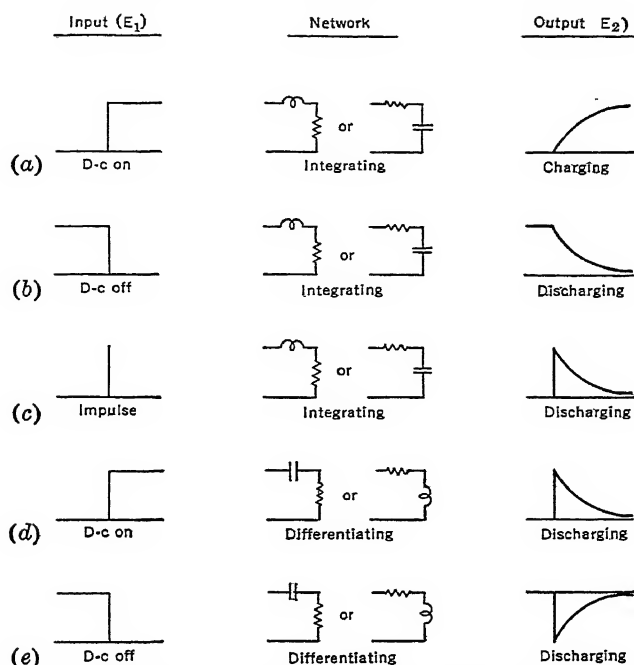 Input (E₁) Network Output E₂)
or
(a) D-c on Integrating Charging
or
(b) D-c off Integrating Discharging
or
(c) Impulse Integrating Discharging
or
(d) D-c on Differentiating Discharging
or
(e) D-c off Differentiating Discharging